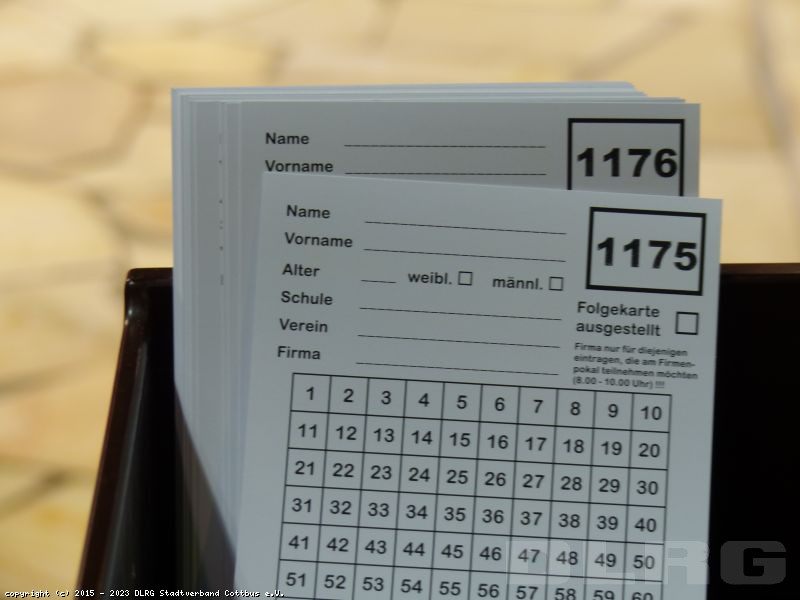 Name
1176
Vorname
Name
1175
Vorname
Alter weibl. männl.
Schule
Folgekarte
ausgestellt
Verein
Firma
Firma nur für diejenigen
eintragen, die am Firmen-
pokal teilnehmen möchten
(8.00 - 10.00 Uhr) !!!
1 2 3 4 5 6 7 8 9 10
11 12 13 14 15 16 17 18 19 20
21 22 23 24 25 26 27 28 29 30
31 32 33 34 35 36 37 38 39 40
41 42 43 44 45 46 47 48 49 50
51 52 53 54 55 56 57 58 59 60
DLRG
copyright (c) 2015 - 2023 DLRG Stadtverband Cottbus e.V.